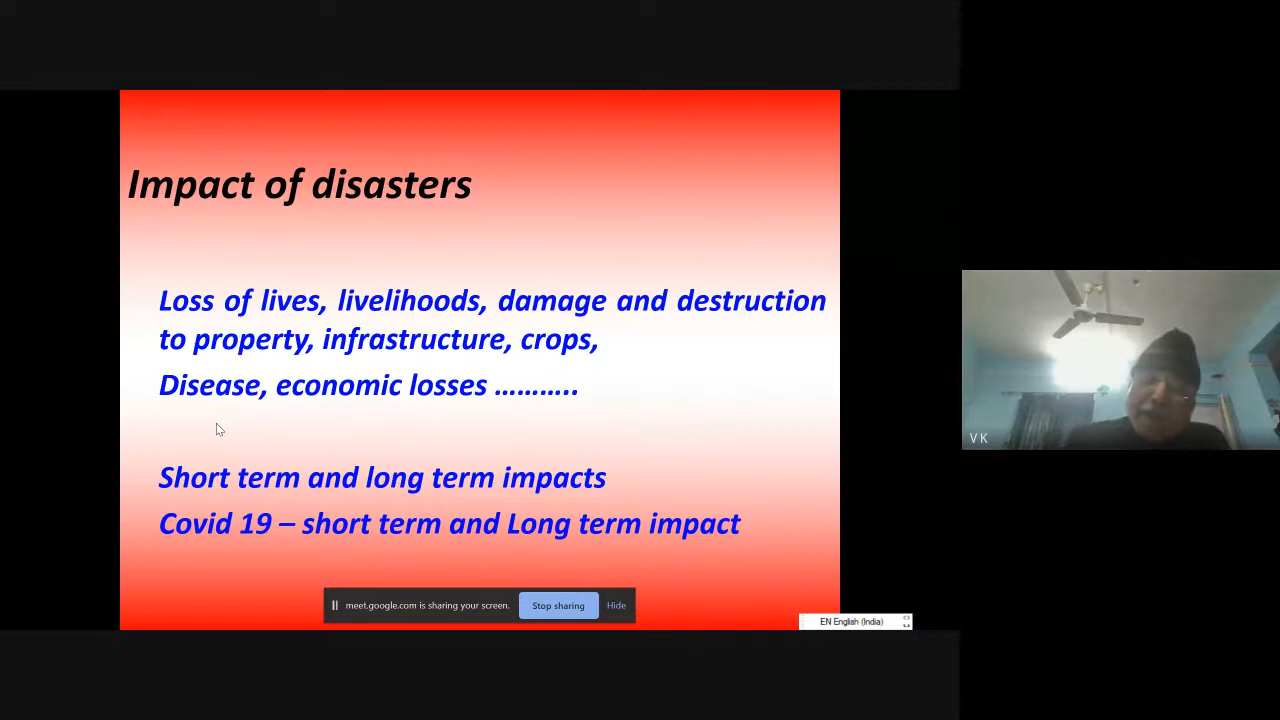 Impact of disasters
Loss of lives, livelihoods, damage and destruction
to property, infrastructure, crops,
Disease, economic losses ………..
Short term and long term impacts
Covid 19 – short term and Long term impact
V K
meet.google.com is sharing your screen. Stop sharing Hide
EN English (India)